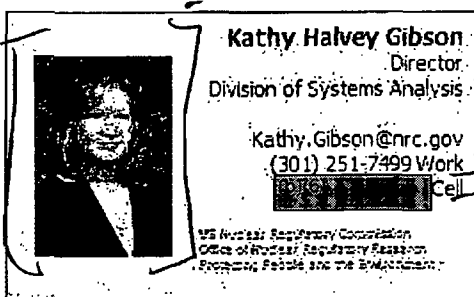 Kathy Halvey Gibson
Director
Division of Systems Analysis
Kathy.Gibson@nrc.gov
(301) 251-7499 Work
Cell
US Nuclear Regulatory Commission
Office of Nuclear Regulatory Research
Protecting People and the Environment